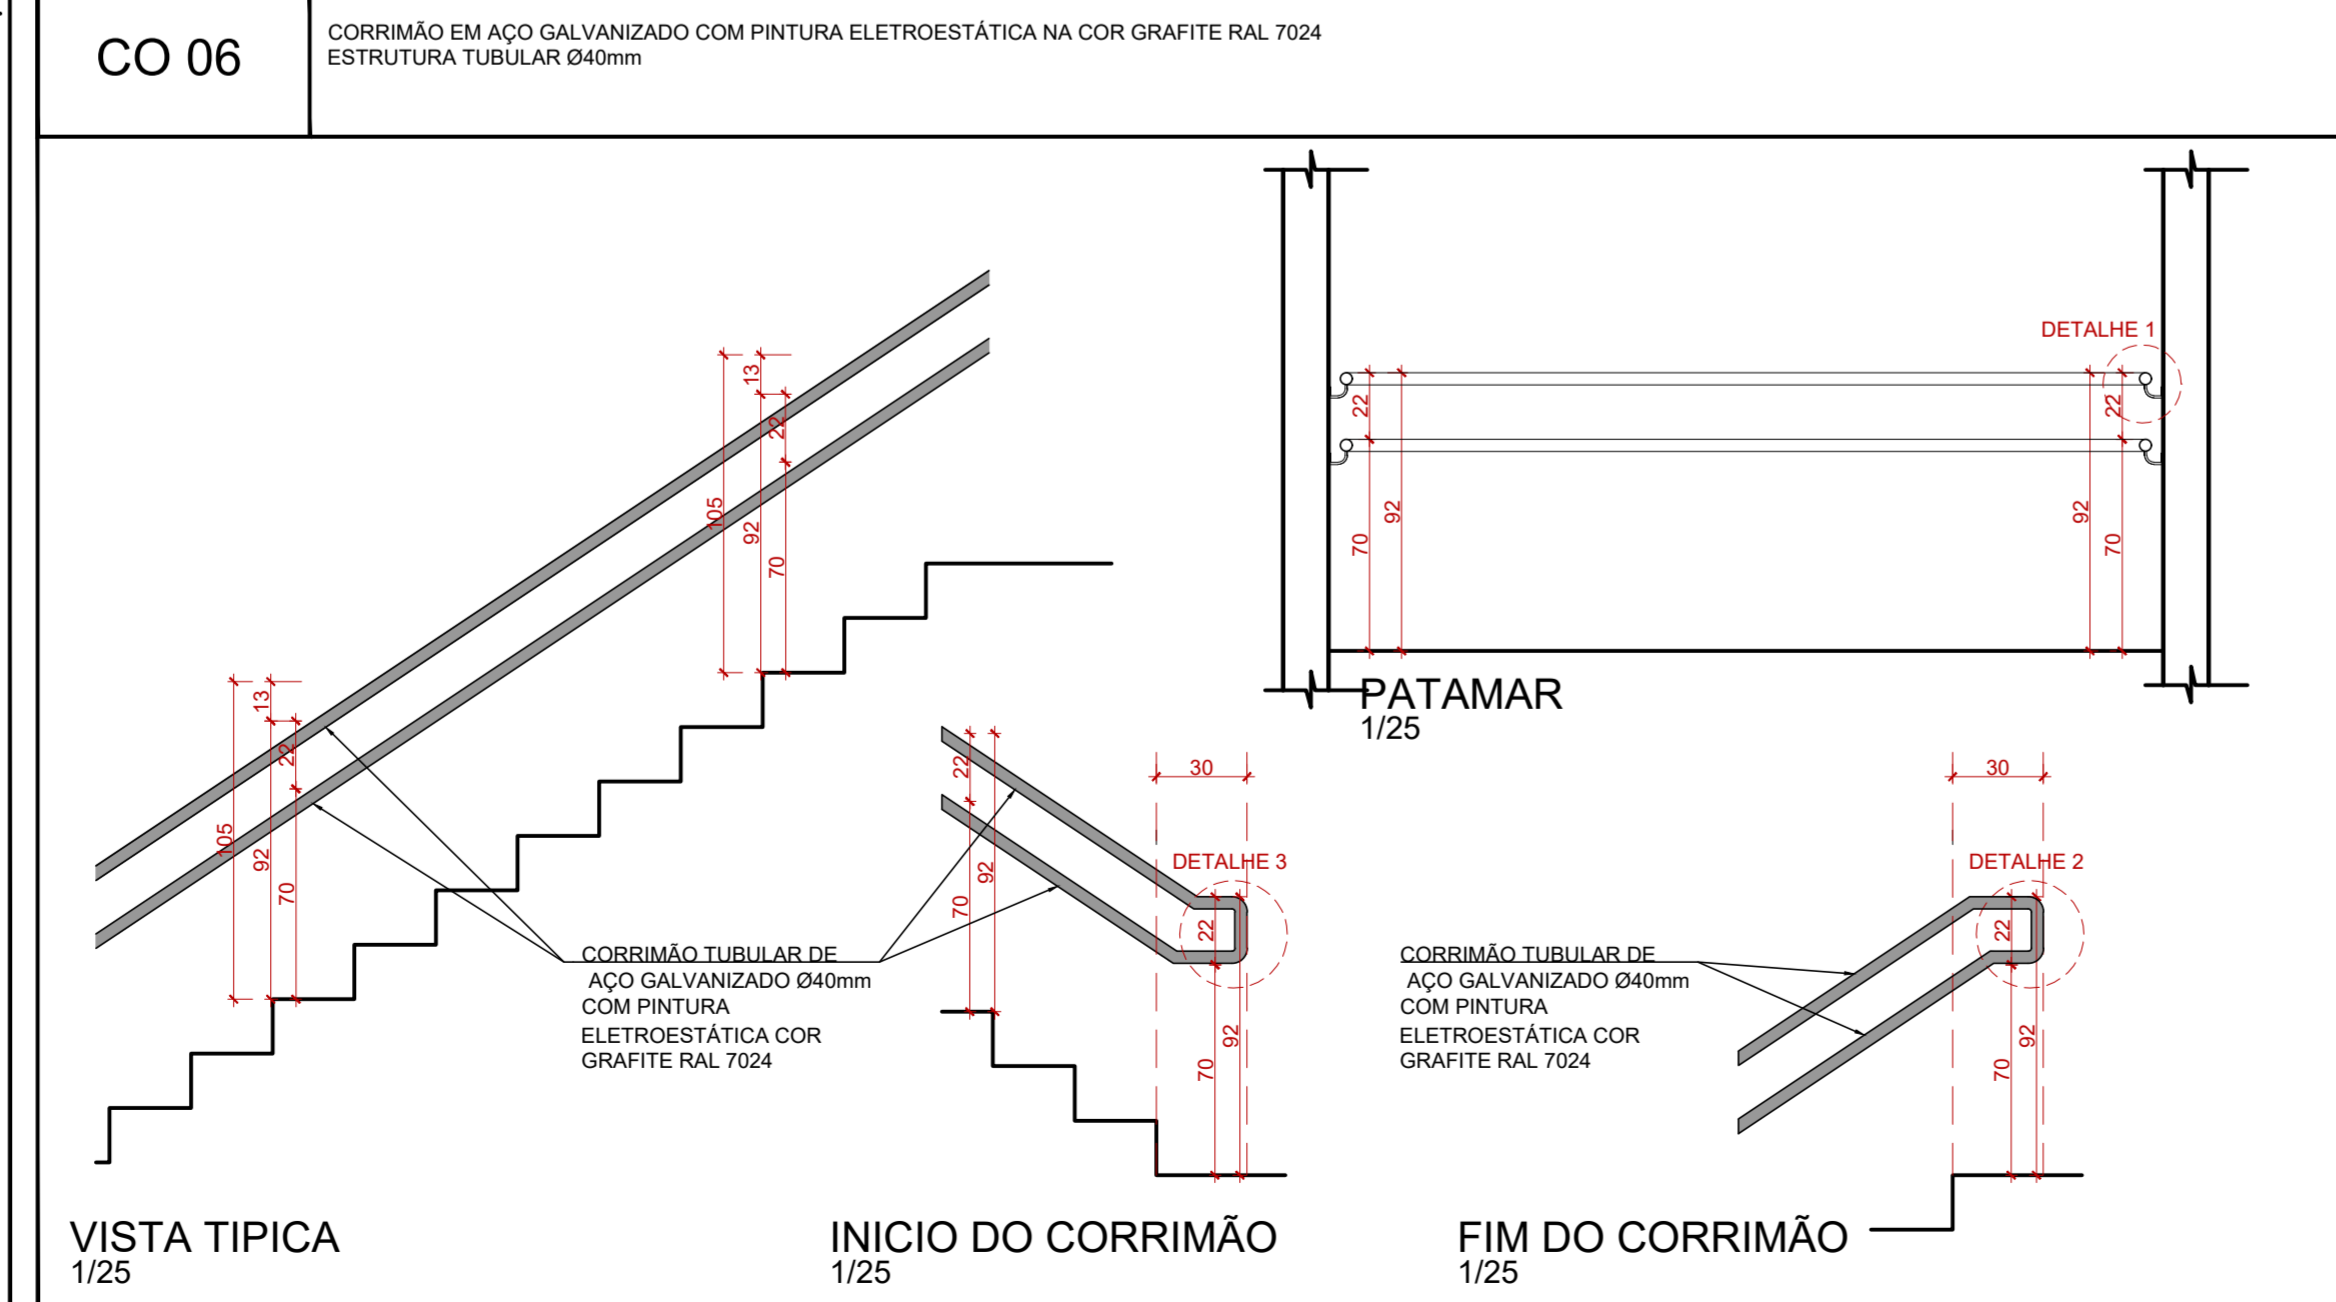 CO 06
CORRIMÃO EM AÇO GALVANIZADO COM PINTURA ELETROESTÁTICA NA COR GRAFITE RAL 7024
ESTRUTURA TUBULAR Ø40mm
13
22
105
92
70
13
22
105
92
70
CORRIMÃO TUBULAR DE
AÇO GALVANIZADO Ø40mm
COM PINTURA
ELETROESTÁTICA COR
GRAFITE RAL 7024
VISTA TIPICA
1/25
DETALHE 1
22
92
70
22
92
70
PATAMAR
1/25
22
92
70
30
DETALHE 3
22
92
70
INICIO DO CORRIMÃO
1/25
CORRIMÃO TUBULAR DE
AÇO GALVANIZADO Ø40mm
COM PINTURA
ELETROESTÁTICA COR
GRAFITE RAL 7024
30
DETALHE 2
22
92
70
FIM DO CORRIMÃO
1/25